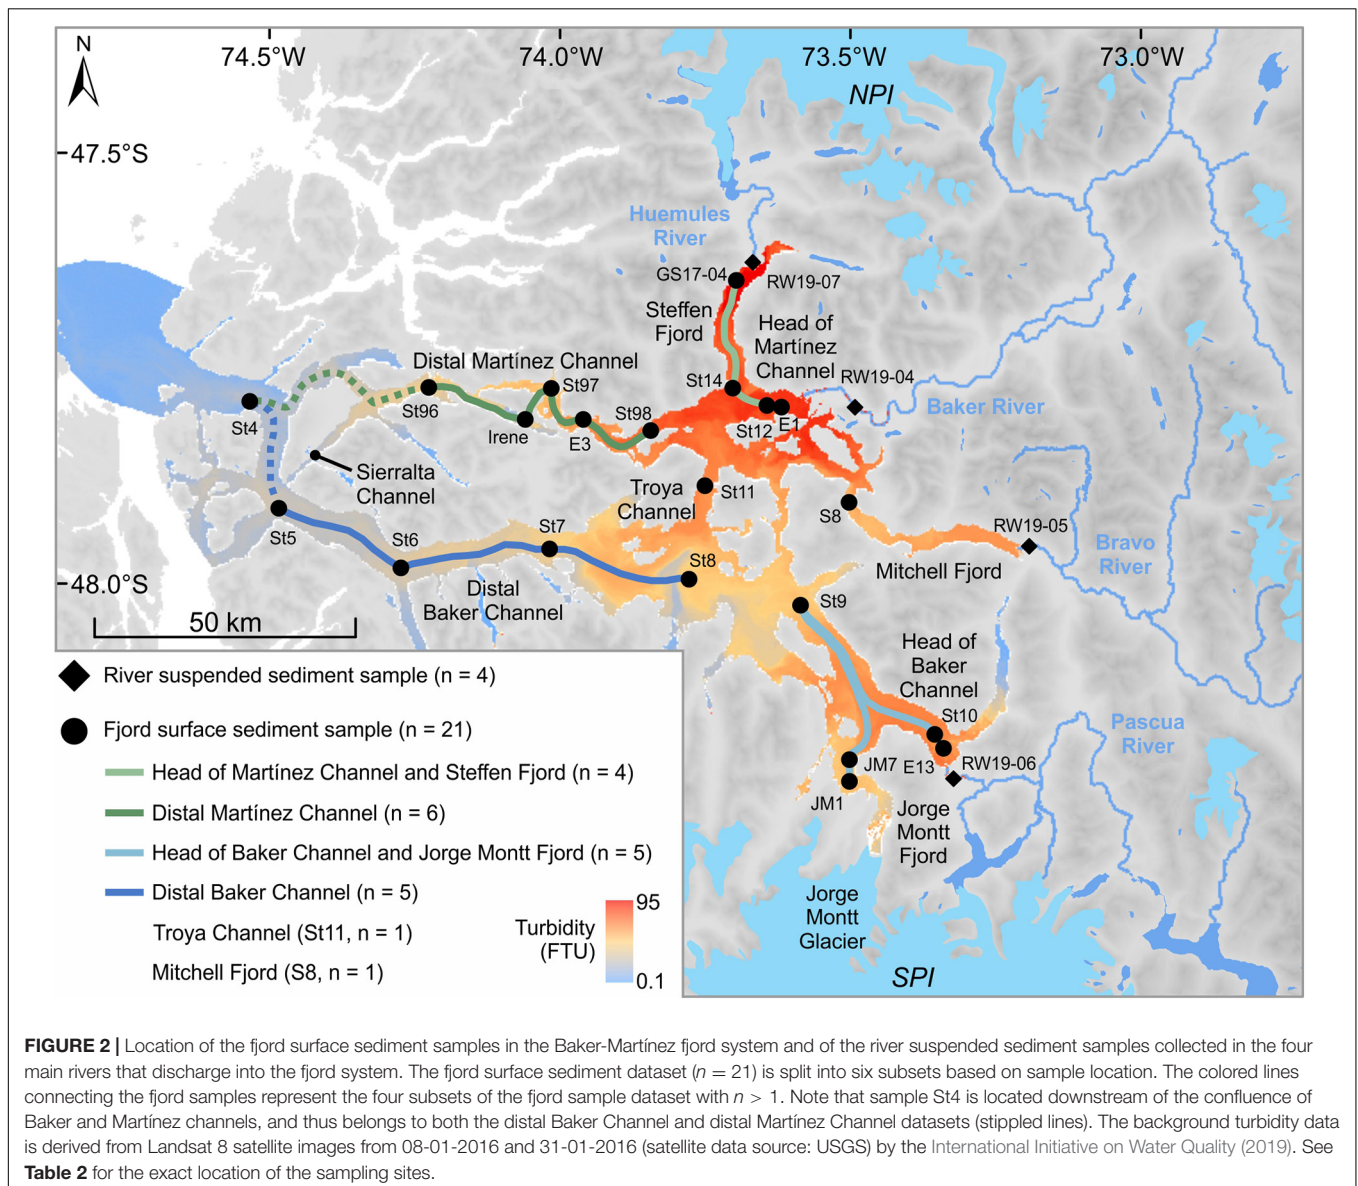 N
74.5°W
74.0°W
73.5°W
73.0°W
NPI
47.5°S
Huemules
River
GS17-04
RW19-07
Steffen
Fjord
Head of
Martínez
Channel
Distal Martínez Channel
St14
RW19-04
St97
St96
St4
Irene
E3
St98
St12
E1
Baker River
Sierralta
Channel
Troya
Channel
St11
S8
RW19-05
St5
St6
St7
St8
Bravo
River
Mitchell Fjord
48.0°S
Distal
Baker Channel
St9
50 km
Head of
Baker
Channel
St10
Pascua
River
JM7
E13
RW19-06
JM1
Jorge
Montt
Fjord
Jorge
Montt
Glacier
SPI
River suspended sediment sample (n = 4)
Fjord surface sediment sample (n = 21)
Head of Martínez Channel and Steffen Fjord (n = 4)
Distal Martínez Channel (n = 6)
Head of Baker Channel and Jorge Montt Fjord (n = 5)
Distal Baker Channel (n = 5)
Troya Channel (St11, n = 1)
Mitchell Fjord (S8, n = 1)
Turbidity
(FTU)
95
0.1
FIGURE 2 | Location of the fjord surface sediment samples in the Baker-Martínez fjord system and of the river suspended sediment samples collected in the four
main rivers that discharge into the fjord system. The fjord surface sediment dataset (n = 21) is split into six subsets based on sample location. The colored lines
connecting the fjord samples represent the four subsets of the fjord sample dataset with n > 1. Note that sample St4 is located downstream of the confluence of
Baker and Martínez channels, and thus belongs to both the distal Baker Channel and distal Martínez Channel datasets (stippled lines). The background turbidity data
is derived from Landsat 8 satellite images from 08-01-2016 and 31-01-2016 (satellite data source: USGS) by the International Initiative on Water Quality (2019). See
Table 2 for the exact location of the sampling sites.